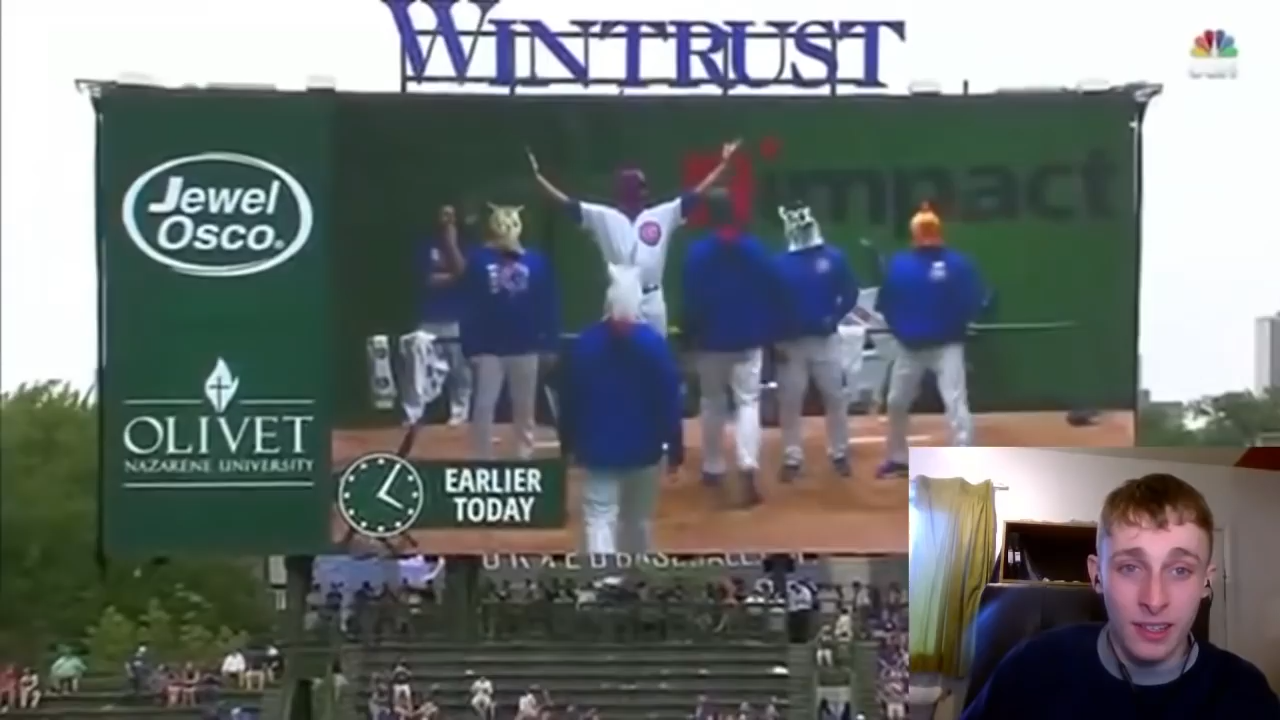 WINTRUST
Jewel
Osco.
impact
OLIVET
NAZARENE UNIVERSITY
EARLIER
TODAY